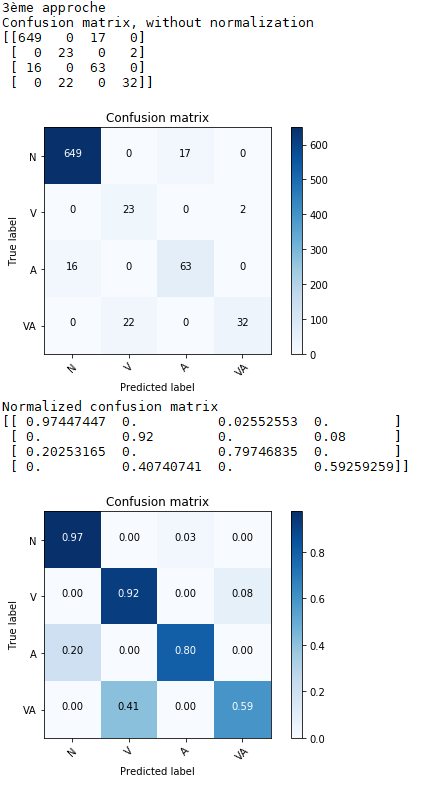 3ème approche
Confusion matrix, without normalization
[[649   0  17   0]
 [  0  23   0   2]
 [ 16   0  63   0]
 [  0  22   0  32]]
Confusion matrix
N 649 0 17 0
V 0 23 0 2
A 16 0 63 0
VA 0 22 0 32
True label
N V A VA
Predicted label
600
500
400
300
200
100
0
Normalized confusion matrix
[[ 0.97447447  0.          0.02552553  0.        ]
 [ 0.          0.92        0.          0.08      ]
 [ 0.20253165  0.          0.79746835  0.        ]
 [ 0.          0.40740741  0.          0.59259259]]
Confusion matrix
N 0.97 0.00 0.03 0.00
V 0.00 0.92 0.00 0.08
A 0.20 0.00 0.80 0.00
VA 0.00 0.41 0.00 0.59
True label
N V A VA
Predicted label
0.8
0.6
0.4
0.2
0.0